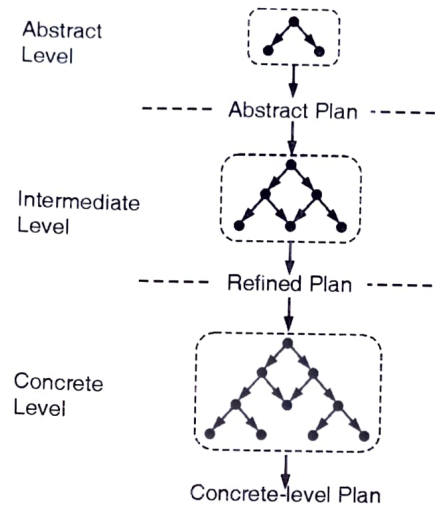 Abstract
Level
Abstract Plan
Intermediate
Level
Refined Plan
Concrete
Level
Concrete-level Plan